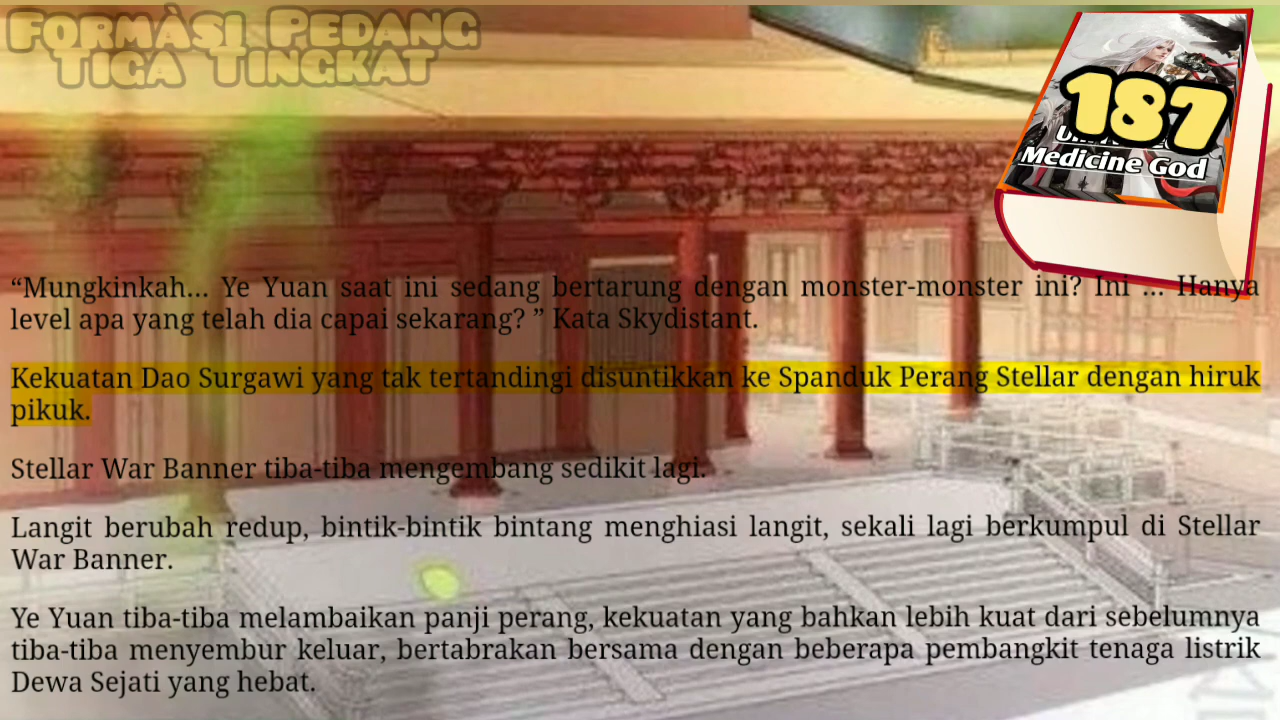 Formàsi Pedang
Tiga Tingkat
187
Medicine God
“Mungkinkah... Ye Yuan saat ini sedang bertarung dengan monster-monster ini? Ini ... Hanya
level apa yang telah dia capai sekarang? ” Kata Skydistant.
Kekuatan Dao Surgawi yang tak tertandingi disuntikkan ke Spanduk Perang Stellar dengan hiruk
pikuk.
Stellar War Banner tiba-tiba mengembang sedikit lagi.
Langit berubah redup, bintik-bintik bintang menghiasi langit, sekali lagi berkumpul di Stellar
War Banner.
Ye Yuan tiba-tiba melambaikan panji perang, kekuatan yang bahkan lebih kuat dari sebelumnya
tiba-tiba menyembur keluar, bertabrakan bersama dengan beberapa pembangkit tenaga listrik
Dewa Sejati yang hebat.